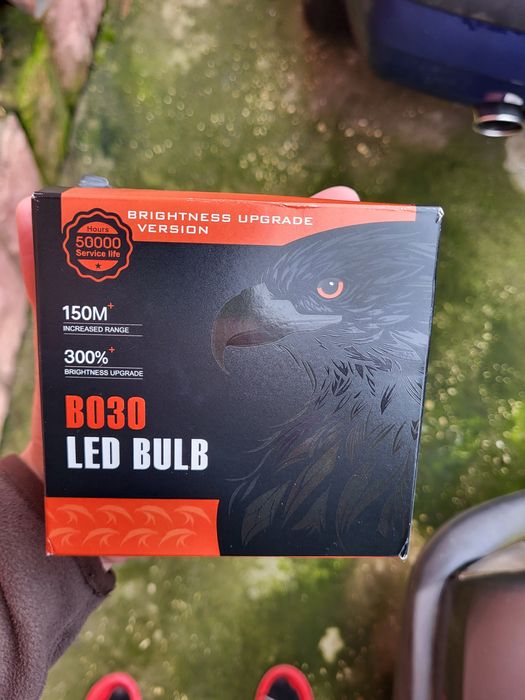 BRIGHTNESS UPGRADE
VERSION
Hours
50000
Service life
150M+
INCREASED RANGE
300%+
BRIGHTNESS UPGRADE
B030
LED BULB